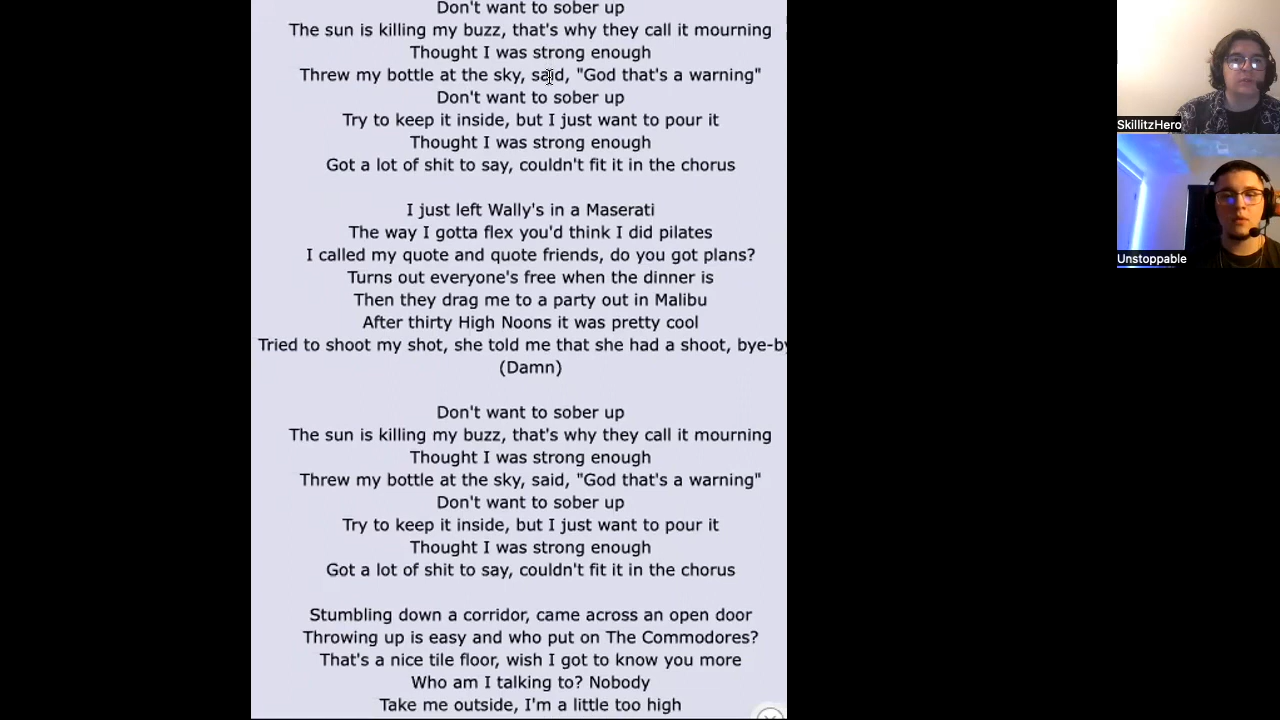 Don't want to sober up
The sun is killing my buzz, that's why they call it mourning
Thought I was strong enough
Threw my bottle at the sky, said, "God that's a warning"
Don't want to sober up
Try to keep it inside, but I just want to pour it
Thought I was strong enough
Got a lot of shit to say, couldn't fit it in the chorus
I just left Wally's in a Maserati
The way I gotta flex you'd think I did pilates
I called my quote and quote friends, do you got plans?
Turns out everyone's free when the dinner is
Then they drag me to a party out in Malibu
After thirty High Noons it was pretty cool
Tried to shoot my shot, she told me that she had a shoot, bye-by
(Damn)
Don't want to sober up
The sun is killing my buzz, that's why they call it mourning
Thought I was strong enough
Threw my bottle at the sky, said, "God that's a warning"
Don't want to sober up
Try to keep it inside, but I just want to pour it
Thought I was strong enough
Got a lot of shit to say, couldn't fit it in the chorus
Stumbling down a corridor, came across an open door
Throwing up is easy and who put on The Commodores?
That's a nice tile floor, wish I got to know you more
Who am I talking to? Nobody
Take me outside, I'm a little too high
SkillitzHero
Unstoppable